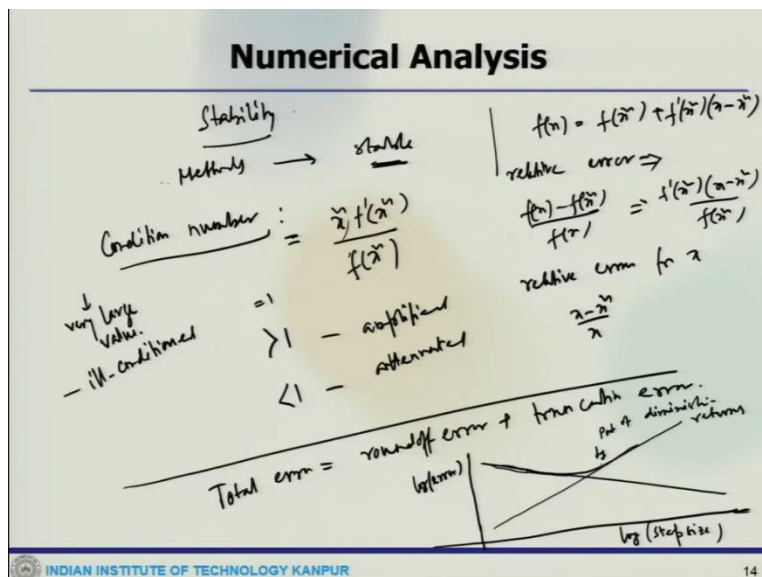 Numerical Analysis
Stability
Methods → stable
Condition number :
= x̃ f'(x̃) / f(x̃)
↓
very large
value.
- ill-conditioned
=1
>1 - amplified
<1 - attenuated
f(x) = f(x̃) + f'(x̃)(x-x̃)
relative error ⇒
f(x) - f(x̃) / f(x) = f'(x̃)(x-x̃) / f(x̃)
relative error for x
x-x̃ / x
Total error = roundoff error + truncation error.
Pnt of diminishi-
returns
log(error)
log(step size)
INDIAN INSTITUTE OF TECHNOLOGY KANPUR
14